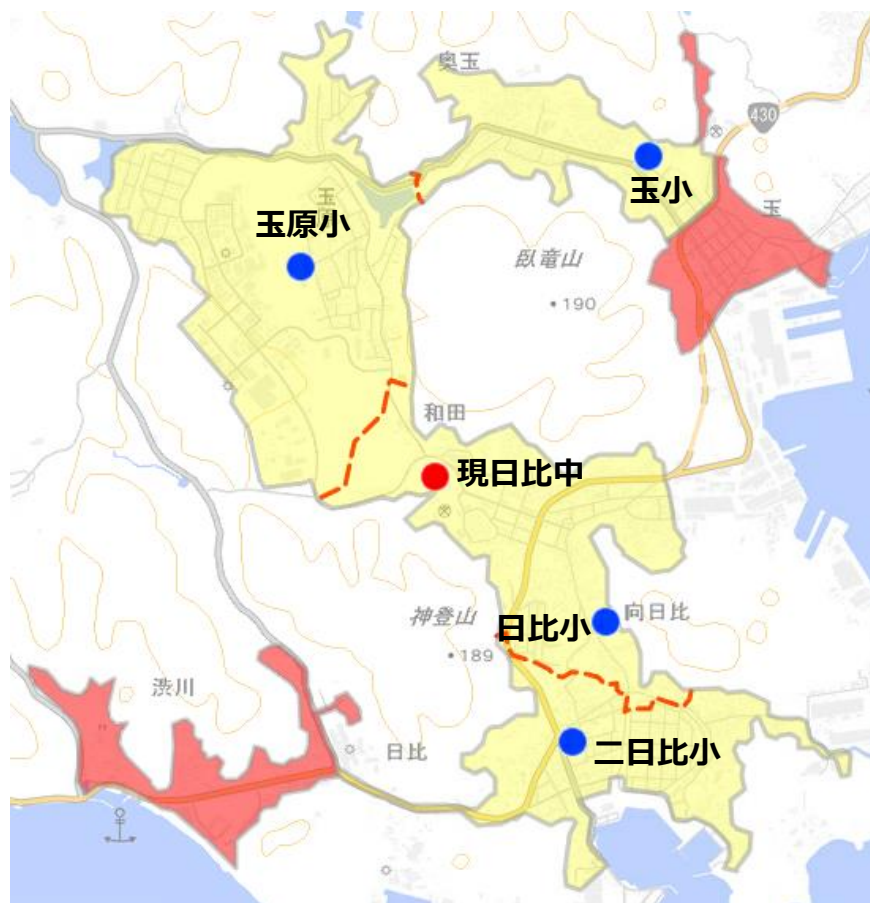 奥玉
430
玉小
玉
玉
玉原小
臥竜山
・190
和田
現日比中
神登山
日比小
向日比
・189
渋川
日比
二日比小